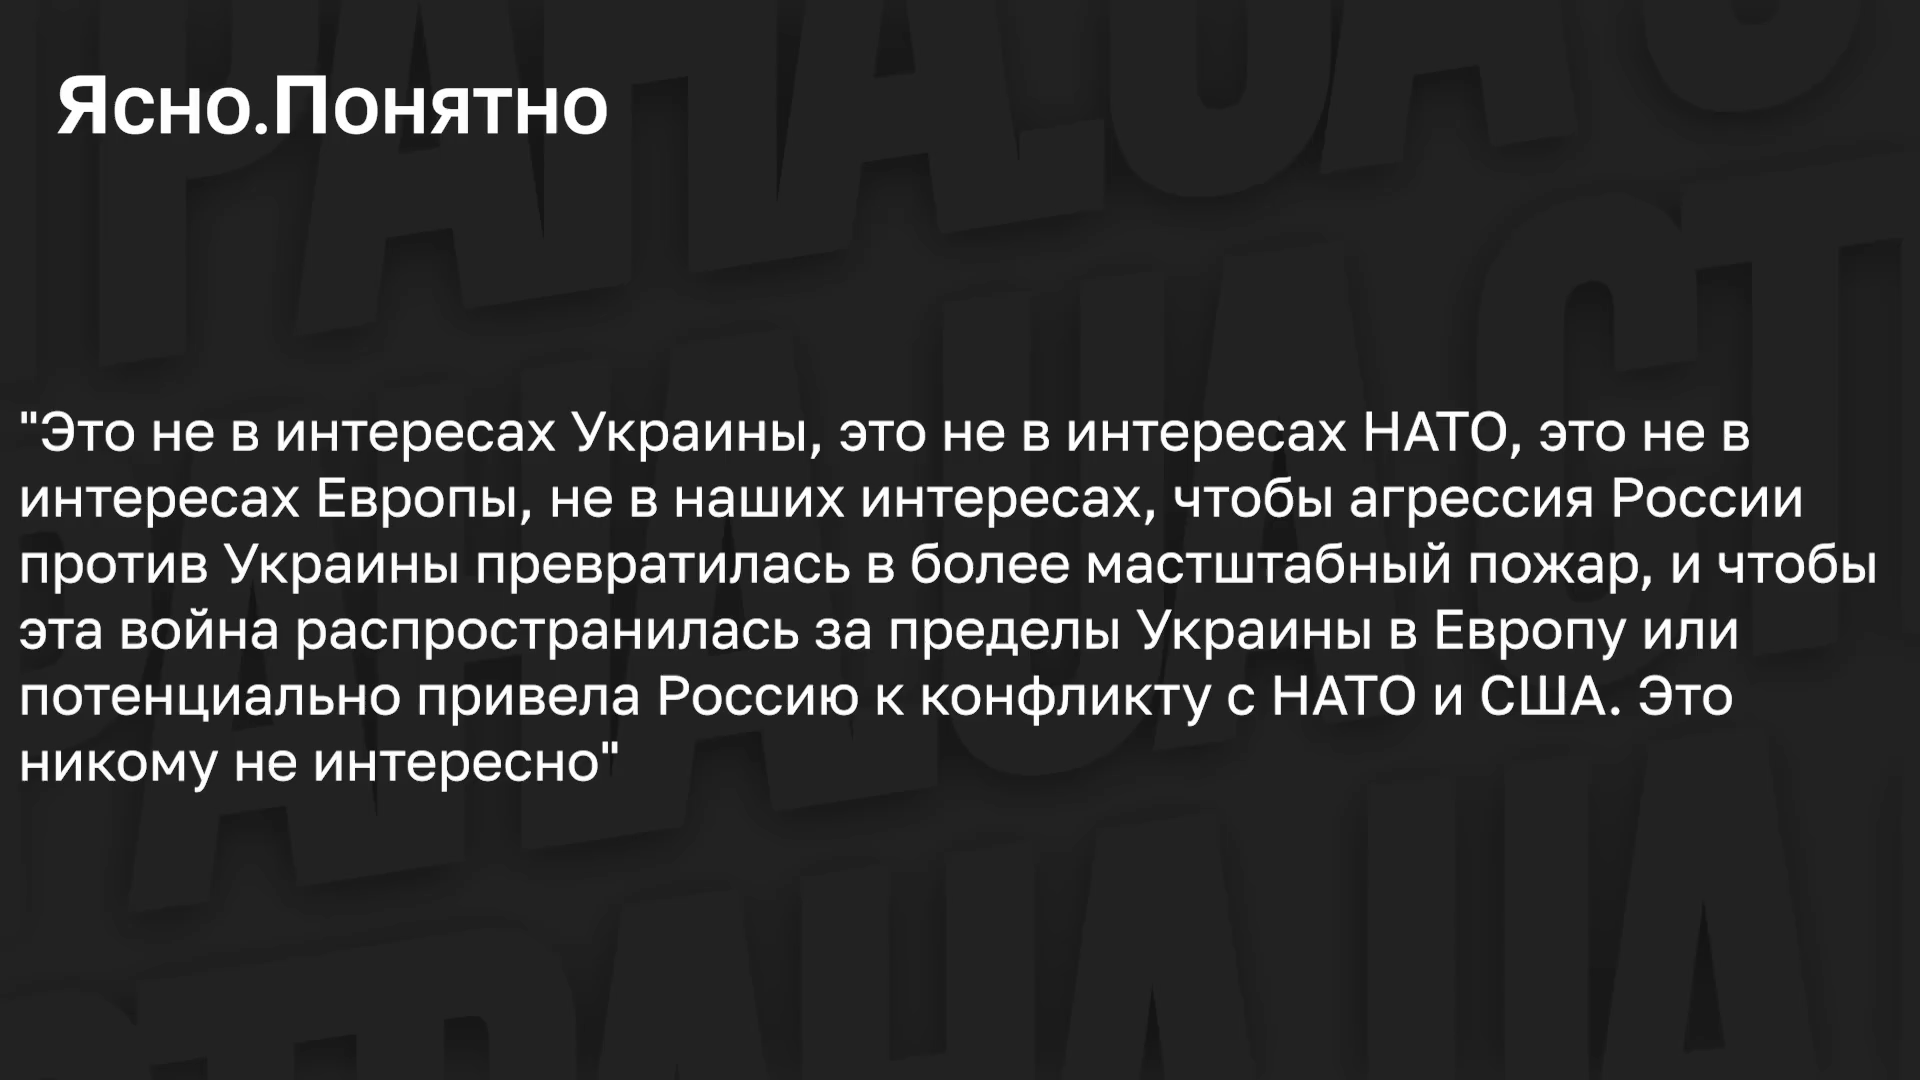 Ясно.Понятно
"Это не в интересах Украины, это не в интересах НАТО, это не в
интересах Европы, не в наших интересах, чтобы агрессия России
против Украины превратилась в более мастштабный пожар, и чтобы
эта война распространилась за пределы Украины в Европу или
потенциально привела Россию к конфликту с НАТО и США. Это
никому не интересно"